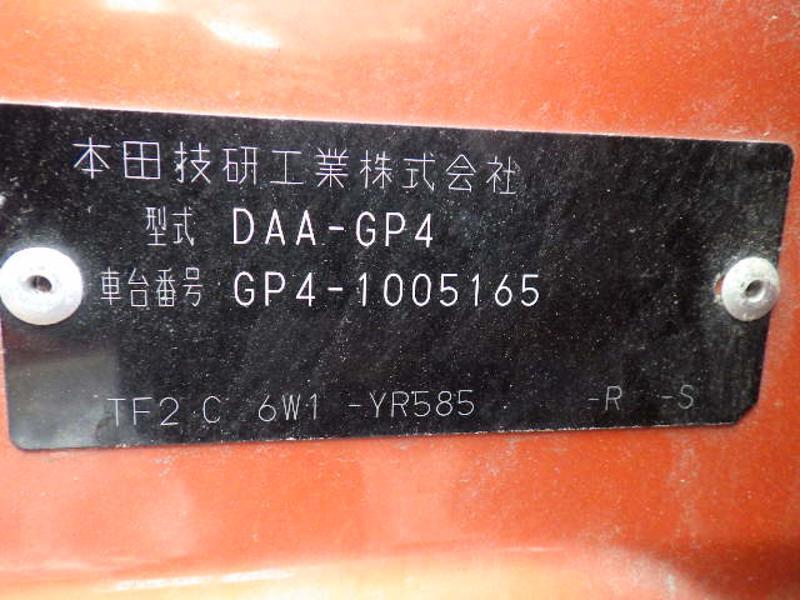 本田技研工業株式会社
型式 DAA-GP4
車台番号 GP4-1005165
TF2 C 6W1 -YR585 -R -S